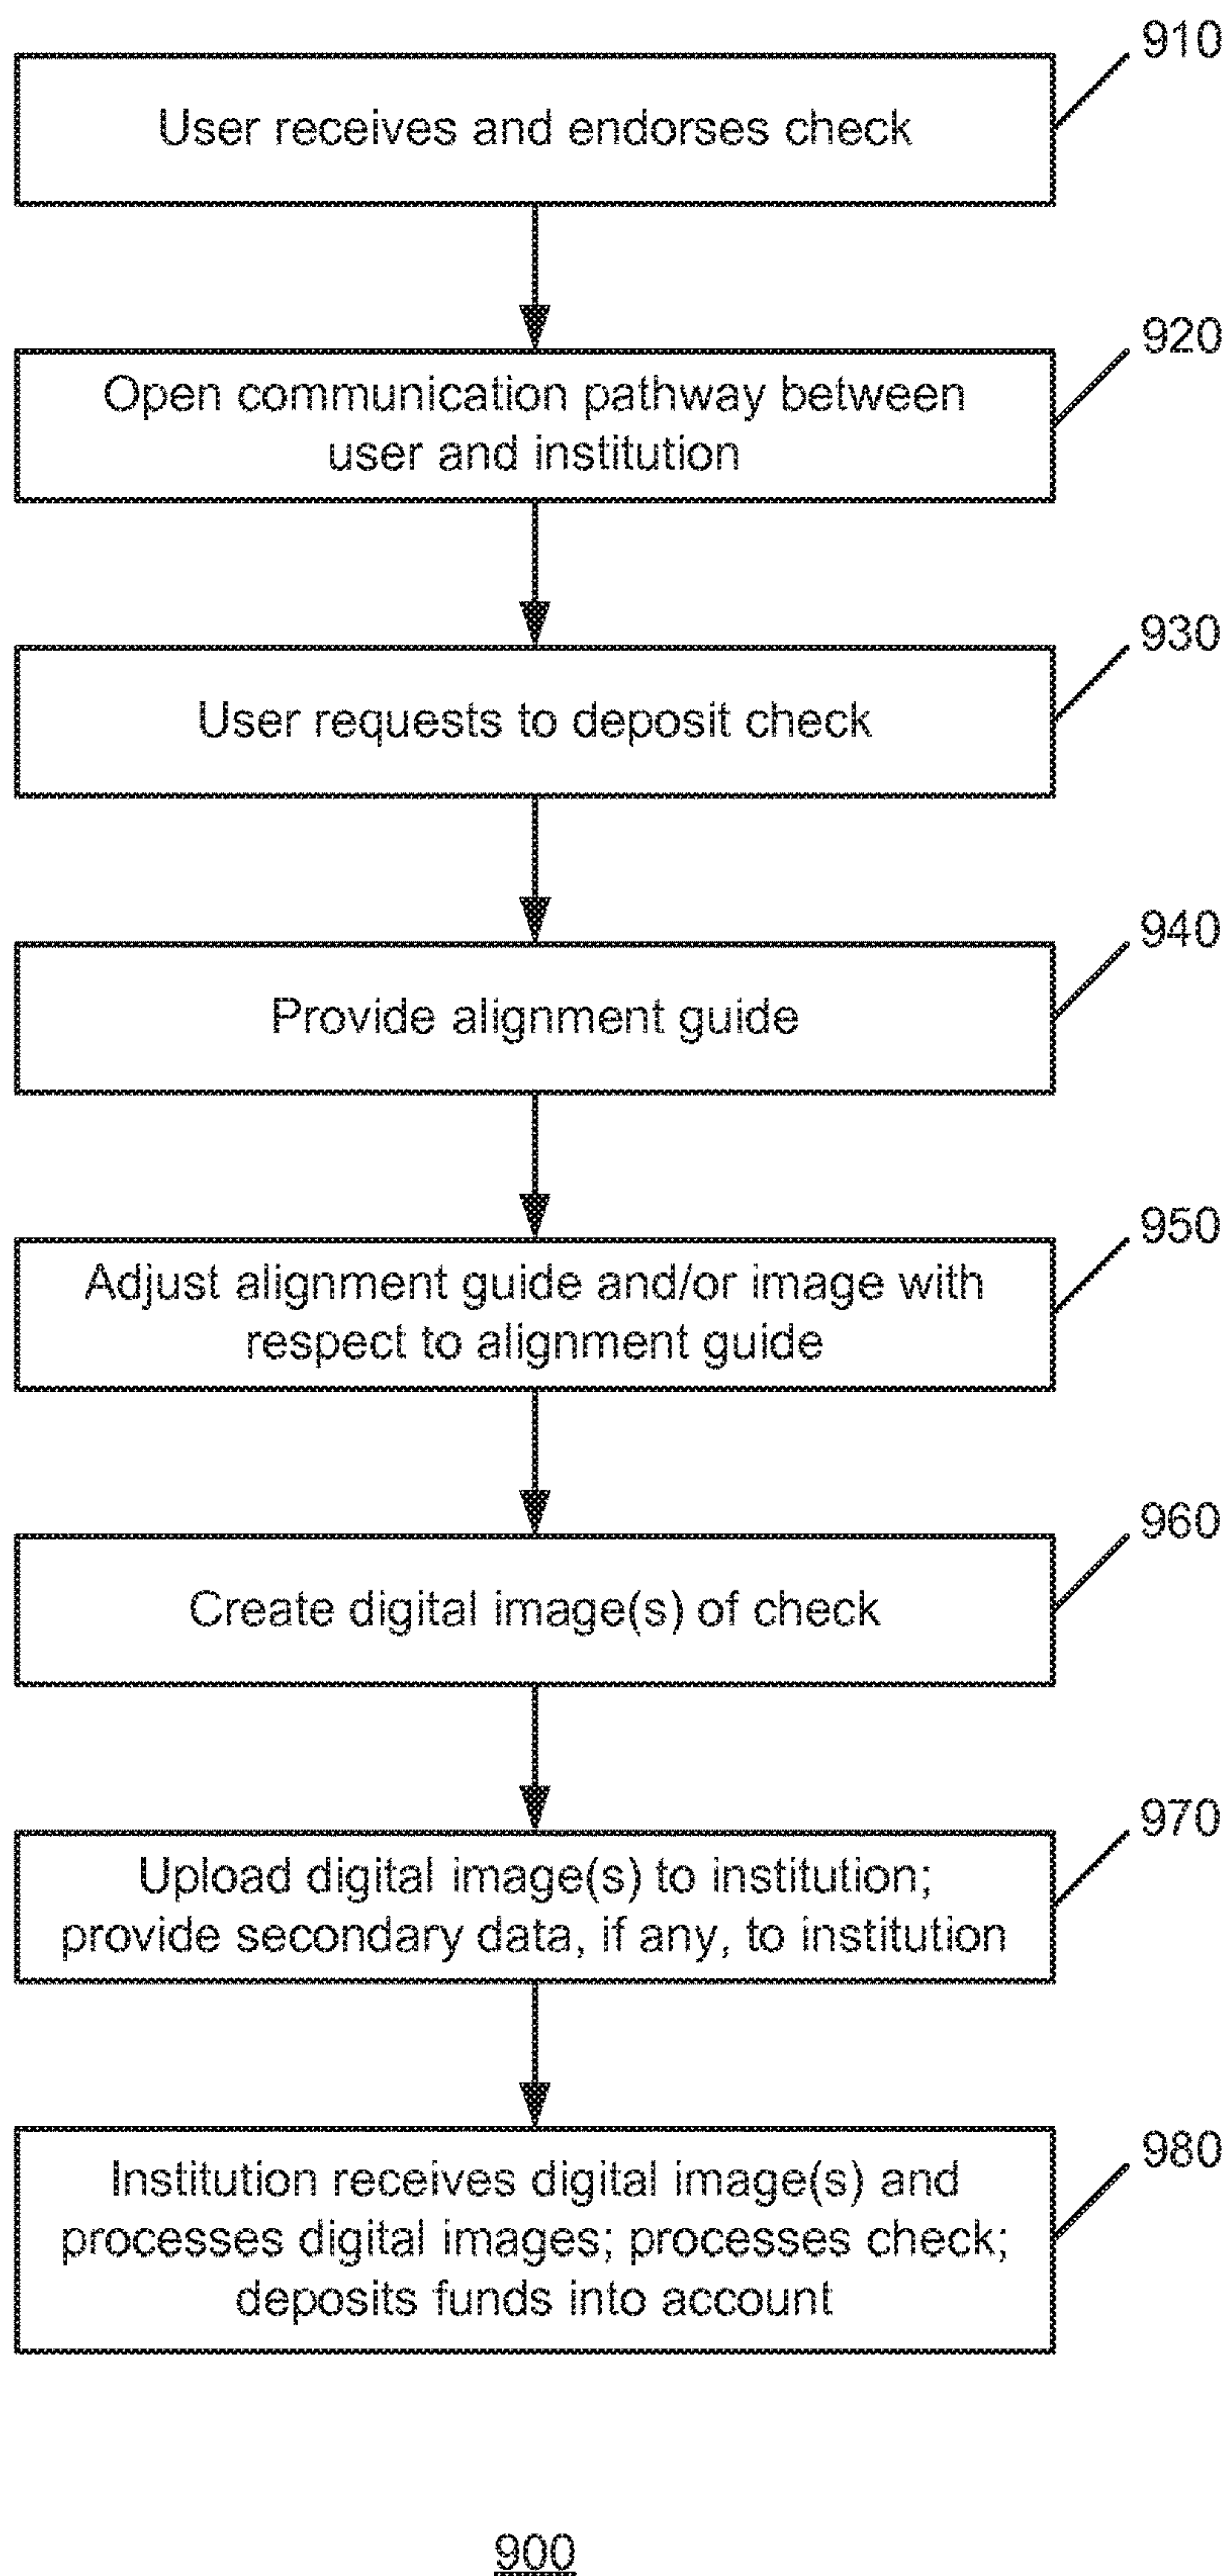 910
User receives and endorses check
920
Open communication pathway between
user and institution
930
User requests to deposit check
940
Provide alignment guide
950
Adjust alignment guide and/or image with
respect to alignment guide
960
Create digital image(s) of check
970
Upload digital image(s) to institution;
provide secondary data, if any, to institution
980
Institution receives digital image(s) and
processes digital images; processes check;
deposits funds into account
900